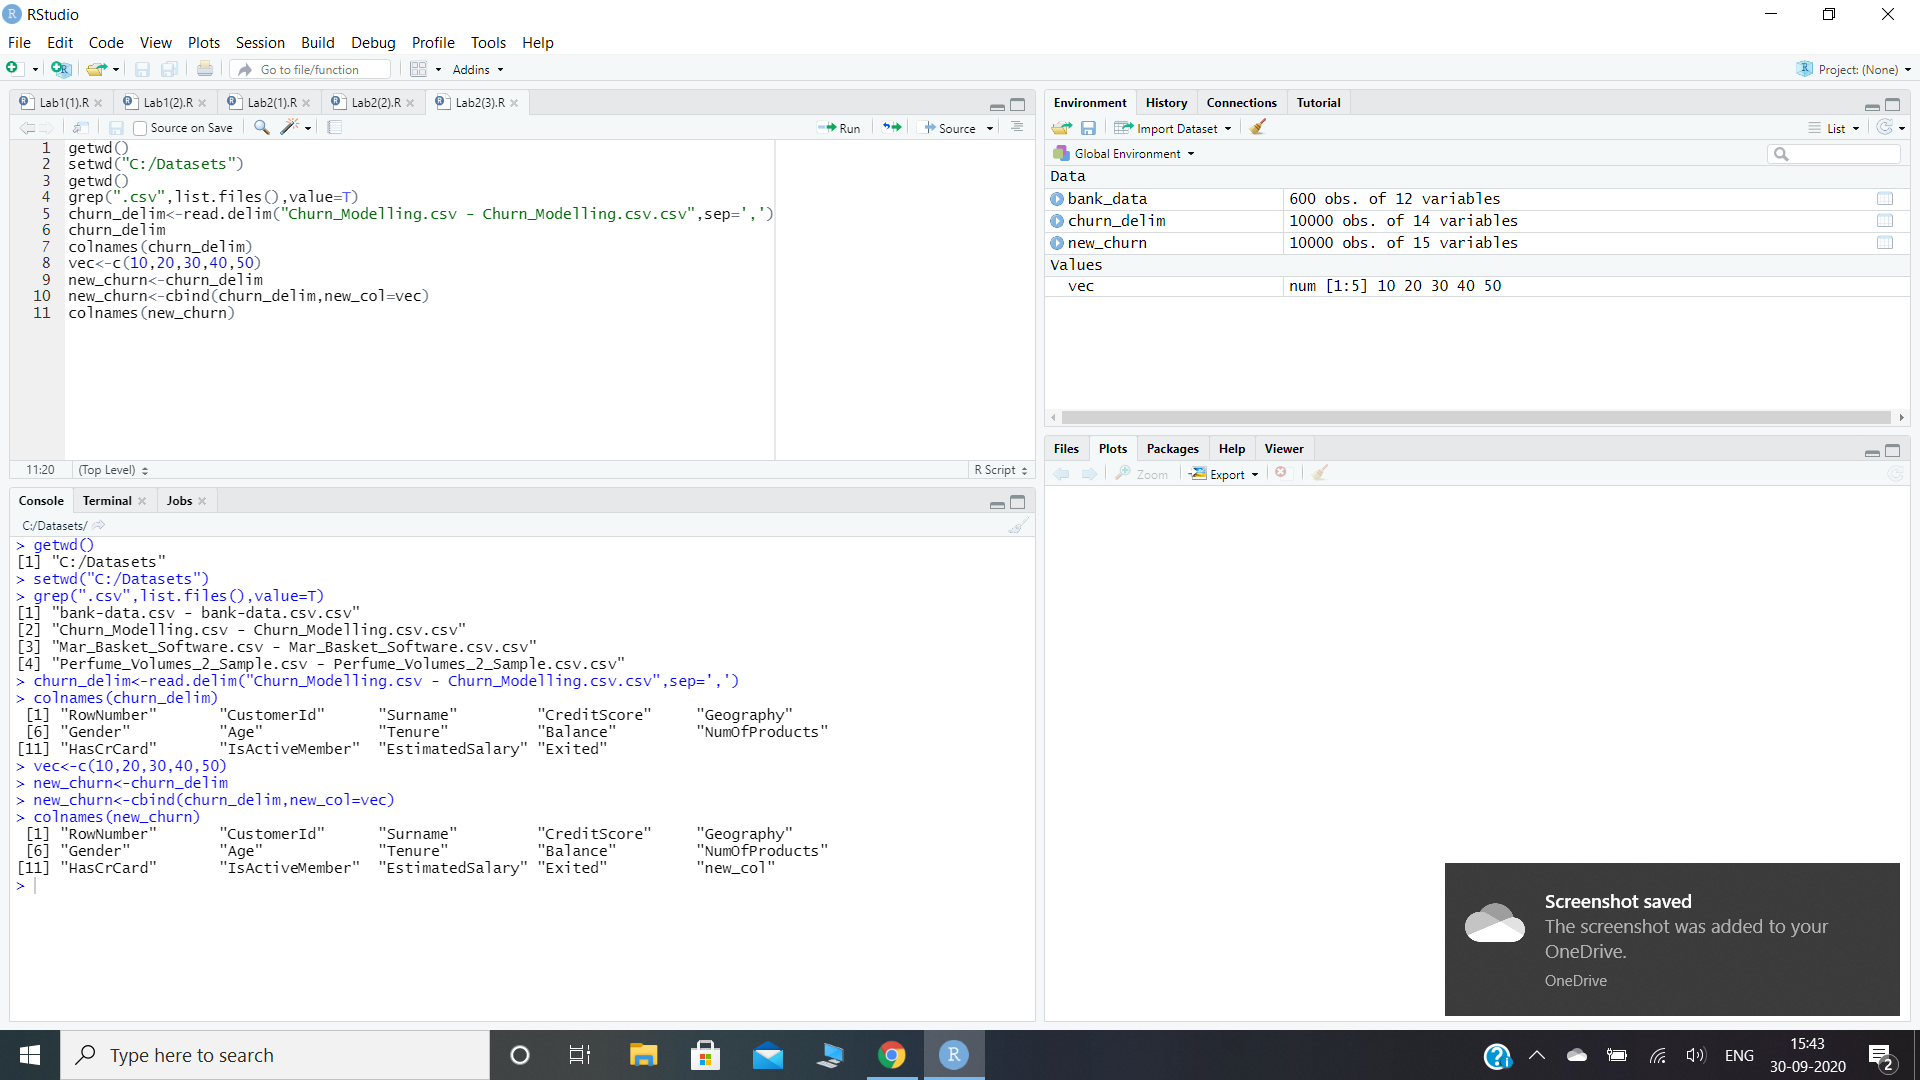 RStudio
File Edit Code View Plots Session Build Debug Profile Tools Help
Go to file/function Addins Project: (None)
Lab1(1).R Lab1(2).R Lab2(1).R Lab2(2).R Lab2(3).R
Source on Save Run Source
1 getwd()
2 setwd("C:/Datasets")
3 getwd()
4 grep(".csv",list.files(),value=T)
5 churn_delim<-read.delim("Churn_Modelling.csv - Churn_Modelling.csv.csv",sep=',')
6 churn_delim
7 colnames(churn_delim)
8 vec<-c(10,20,30,40,50)
9 new_churn<-churn_delim
10 new_churn<-cbind(churn_delim,new_col=vec)
11 colnames(new_churn)
11:20 (Top Level) R Script
Console Terminal Jobs
C:/Datasets/
> getwd()
[1] "C:/Datasets"
> setwd("C:/Datasets")
> grep(".csv",list.files(),value=T)
[1] "bank-data.csv - bank-data.csv.csv"
[2] "Churn_Modelling.csv - Churn_Modelling.csv.csv"
[3] "Mar_Basket_Software.csv - Mar_Basket_Software.csv.csv"
[4] "Perfume_Volumes_2_Sample.csv - Perfume_Volumes_2_Sample.csv.csv"
> churn_delim<-read.delim("Churn_Modelling.csv - Churn_Modelling.csv.csv",sep=',')
> colnames(churn_delim)
[1] "RowNumber" "CustomerId" "Surname" "CreditScore" "Geography"
[6] "Gender" "Age" "Tenure" "Balance" "NumOfProducts"
[11] "HasCrCard" "IsActiveMember" "EstimatedSalary" "Exited"
> vec<-c(10,20,30,40,50)
> new_churn<-churn_delim
> new_churn<-cbind(churn_delim,new_col=vec)
> colnames(new_churn)
[1] "RowNumber" "CustomerId" "Surname" "CreditScore" "Geography"
[6] "Gender" "Age" "Tenure" "Balance" "NumOfProducts"
[11] "HasCrCard" "IsActiveMember" "EstimatedSalary" "Exited" "new_col"
>
Environment History Connections Tutorial
Import Dataset List
Global Environment
Data
bank_data 600 obs. of 12 variables
churn_delim 10000 obs. of 14 variables
new_churn 10000 obs. of 15 variables
Values
vec num [1:5] 10 20 30 40 50
Files Plots Packages Help Viewer
Zoom Export
Screenshot saved
The screenshot was added to your
OneDrive.
OneDrive
Type here to search
ENG
15:43
30-09-2020
2